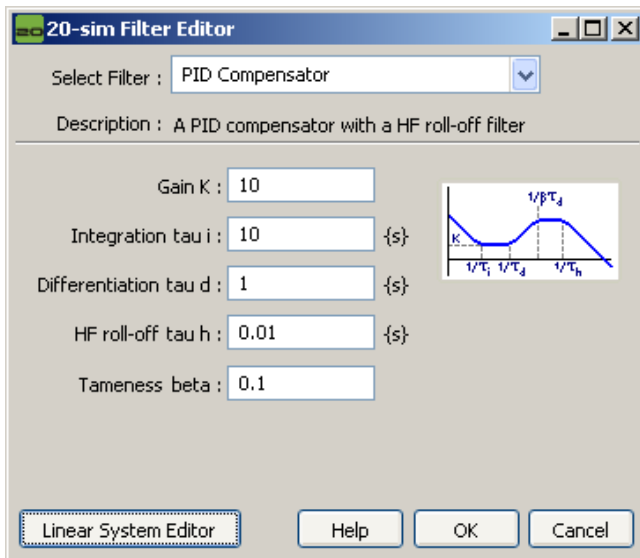 20 20-sim Filter Editor
Select Filter : PID Compensator
Description : A PID compensator with a HF roll-off filter
Gain K : 10
Integration tau i : 10 {s}
Differentiation tau d : 1 {s}
HF roll-off tau h : 0.01 {s}
Tameness beta : 0.1
1/βτd
K
1/τi 1/τd 1/τh
Linear System Editor Help OK Cancel